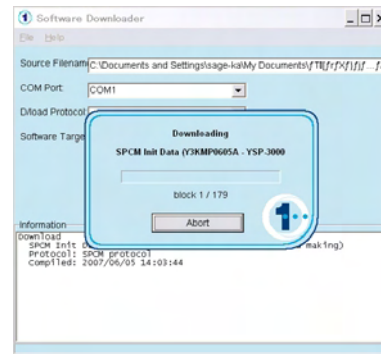 Software Downloader
File Help
Source Filenam C:\Documents and Settings\sage-ka\My Documents\
COM Port: COM1
D/load Protocol
Software Targe
Downloading
SPCM Init Data (Y3KMP0605A - YSP-3000
block 1 / 179
Abort
Information
Download
SPCM Init making)
Protocol: SPCM protocol
Compiled: 2007/06/05 14:03:44